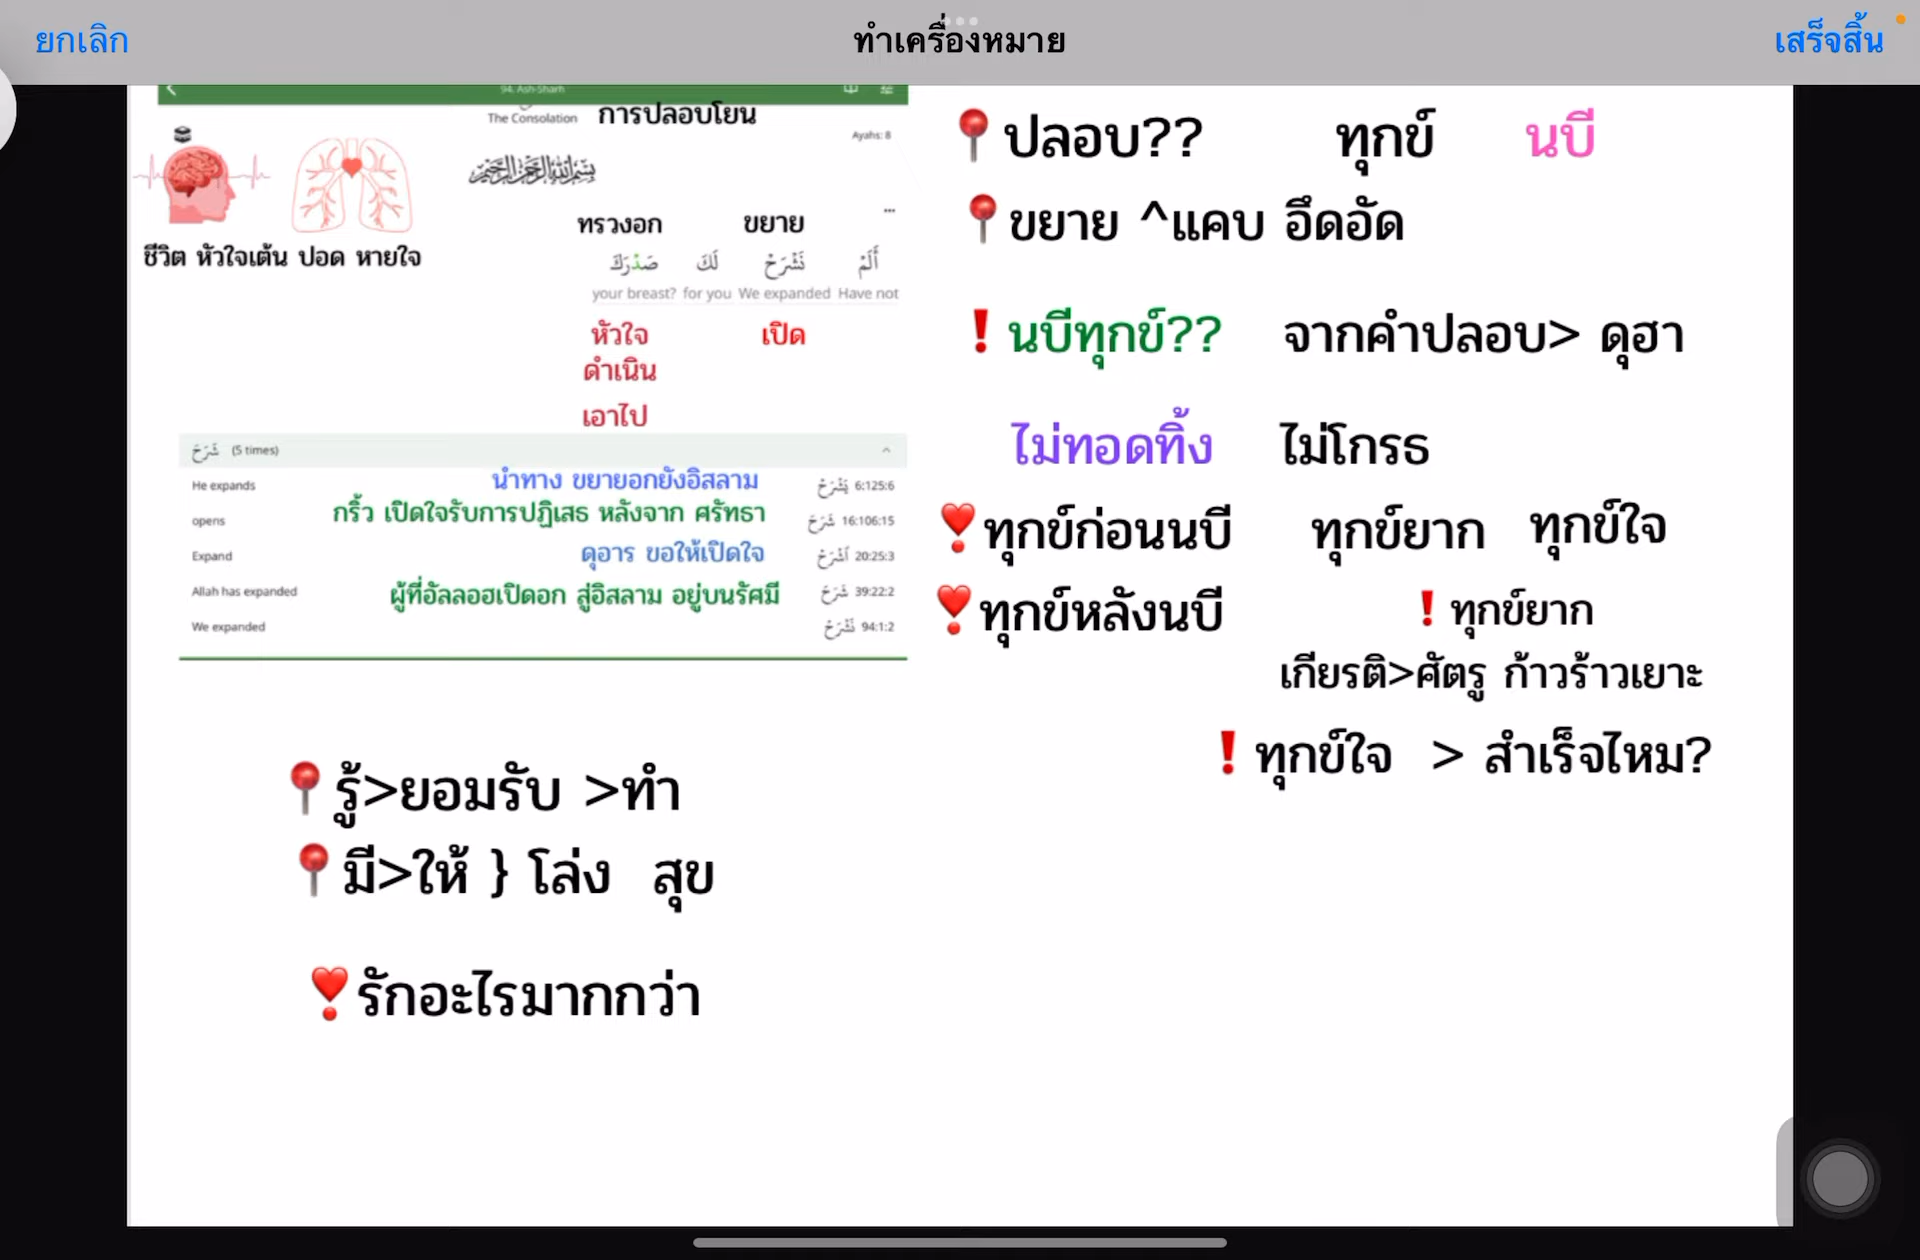 ยกเลิก
ทำเครื่องหมาย
เสร็จสิ้น
94. Ash-Sharh
The Consolation
การปลอบโยน
Ayahs: 8
بِسْمِ اللَّهِ الرَّحْمَٰنِ الرَّحِيمِ
ชีวิต หัวใจเต้น ปอด หายใจ
ทรวงอก ขยาย
أَلَمْ نَشْرَحْ لَكَ صَدْرَكَ
your breast? for you We expanded Have not
หัวใจ เปิด
ดำเนิน
เอาไป
شَرَحَ (5 times)
นำทาง ขยายอกยังอิสลาม
He expands يَشْرَحْ 6:125:6
กริ้ว เปิดใจรับการปฏิเสธ หลังจาก ศรัทธา
opens شَرَحَ 16:106:15
Expand ดุอาร ขอให้เปิดใจ اشْرَحْ 20:25:3
Allah has expanded ผู้ที่อัลลอฮเปิดอก สู่อิสลาม อยู่บนรัศมี شَرَحَ 39:22:2
We expanded نَشْرَحْ 94:1:2
รู้>ยอมรับ >ทำ
มี>ให้ } โล่ง สุข
รักอะไรมากกว่า
ปลอบ?? ทุกข์ นบี
ขยาย ^แคบ อึดอัด
นบีทุกข์?? จากคำปลอบ> ดุฮา
ไม่ทอดทิ้ง ไม่โกรธ
ทุกข์ก่อนนบี ทุกข์ยาก ทุกข์ใจ
ทุกข์หลังนบี ทุกข์ยาก
เกียรติ>ศัตรู ก้าวร้าวเยาะ
ทุกข์ใจ > สำเร็จไหม?